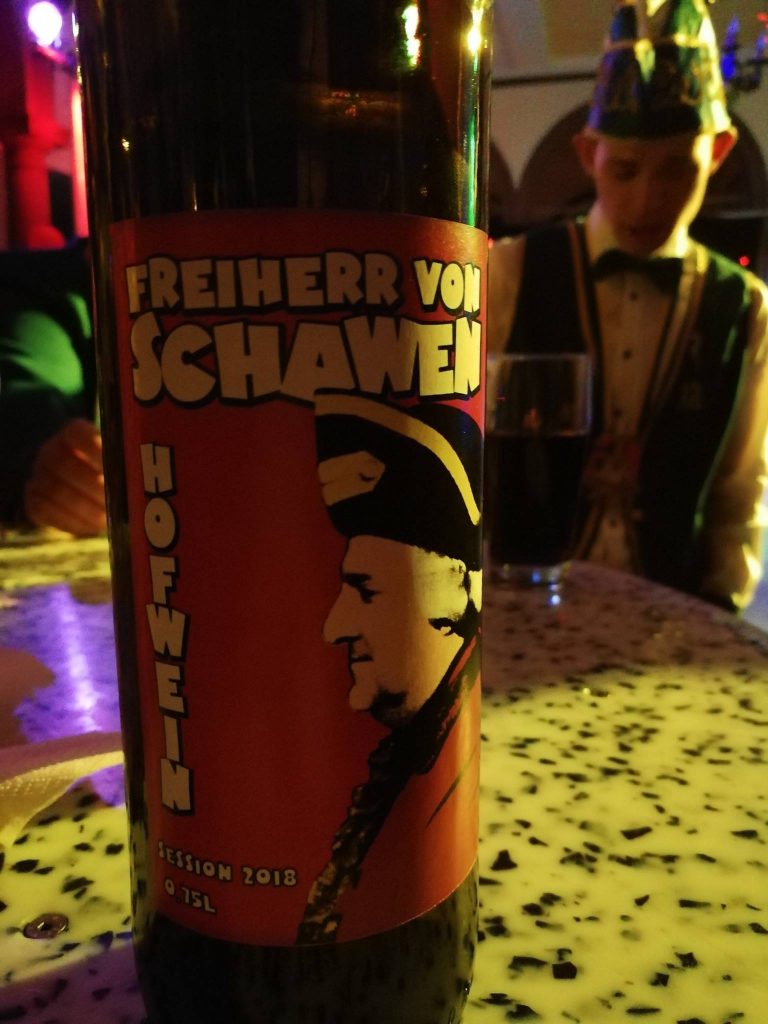 FREIHERR VON
SCHAWEN
HOFWEIN
SESSION 2018
0.75L